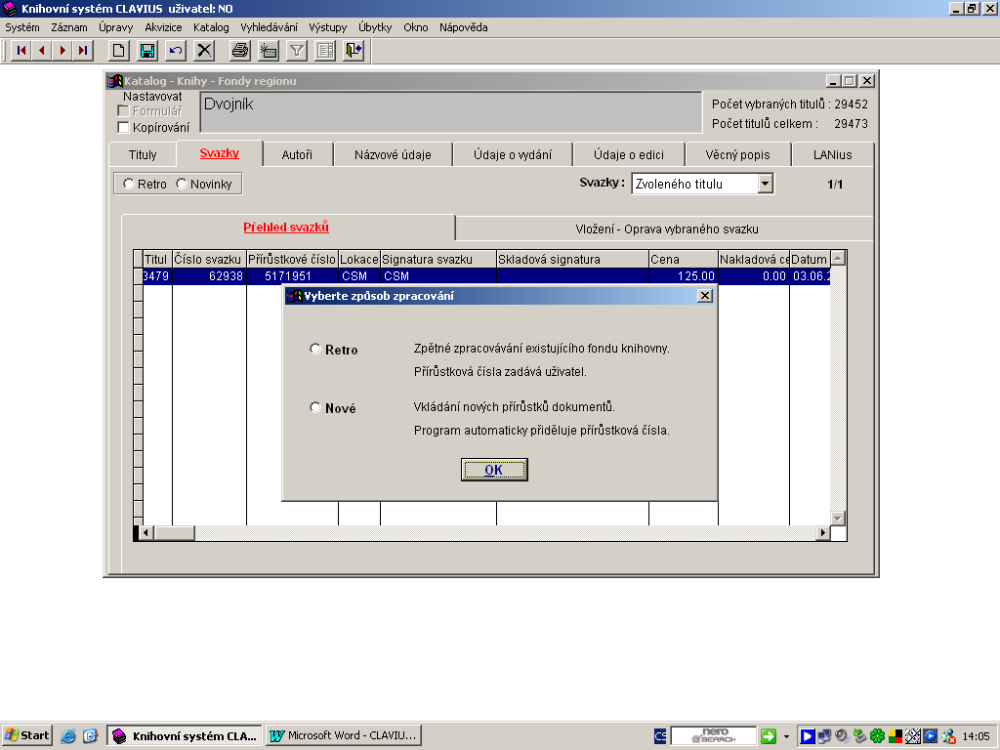 Knihovní systém CLAVIUS uživatel: NO
Systém Záznam Úpravy Akvizice Katalog Vyhledávání Výstupy Úbytky Okno Nápověda
Katalog - Knihy - Fondy regionu
Nastavovat
Formulář
Kopírování
Dvojník
Počet vybraných titulů : 29452
Počet titulů celkem : 29473
Tituly Svazky Autoři Názvové údaje Údaje o vydání Údaje o edici Věcný popis LANius
Retro Novinky
Svazky : Zvoleného titulu 1/1
Přehled svazků Vložení - Oprava vybraného svazku
Titul Číslo svazku Přírůstkové číslo Lokace Signatura svazku Skladová signatura Cena Nakladová ce Datum
3479 62938 5171951 CSM CSM 125.00 0.00 03.06.2
Vyberte způsob zpracování
Retro Zpětné zpracovávání existujícího fondu knihovny.
Přírůstková čísla zadává uživatel.
Nové Vkládání nových přírůstků dokumentů.
Program automaticky přiděluje přírůstková čísla.
OK
Start Knihovní systém CLA... Microsoft Word - CLAVIU... CS nero SEARCH 14:05